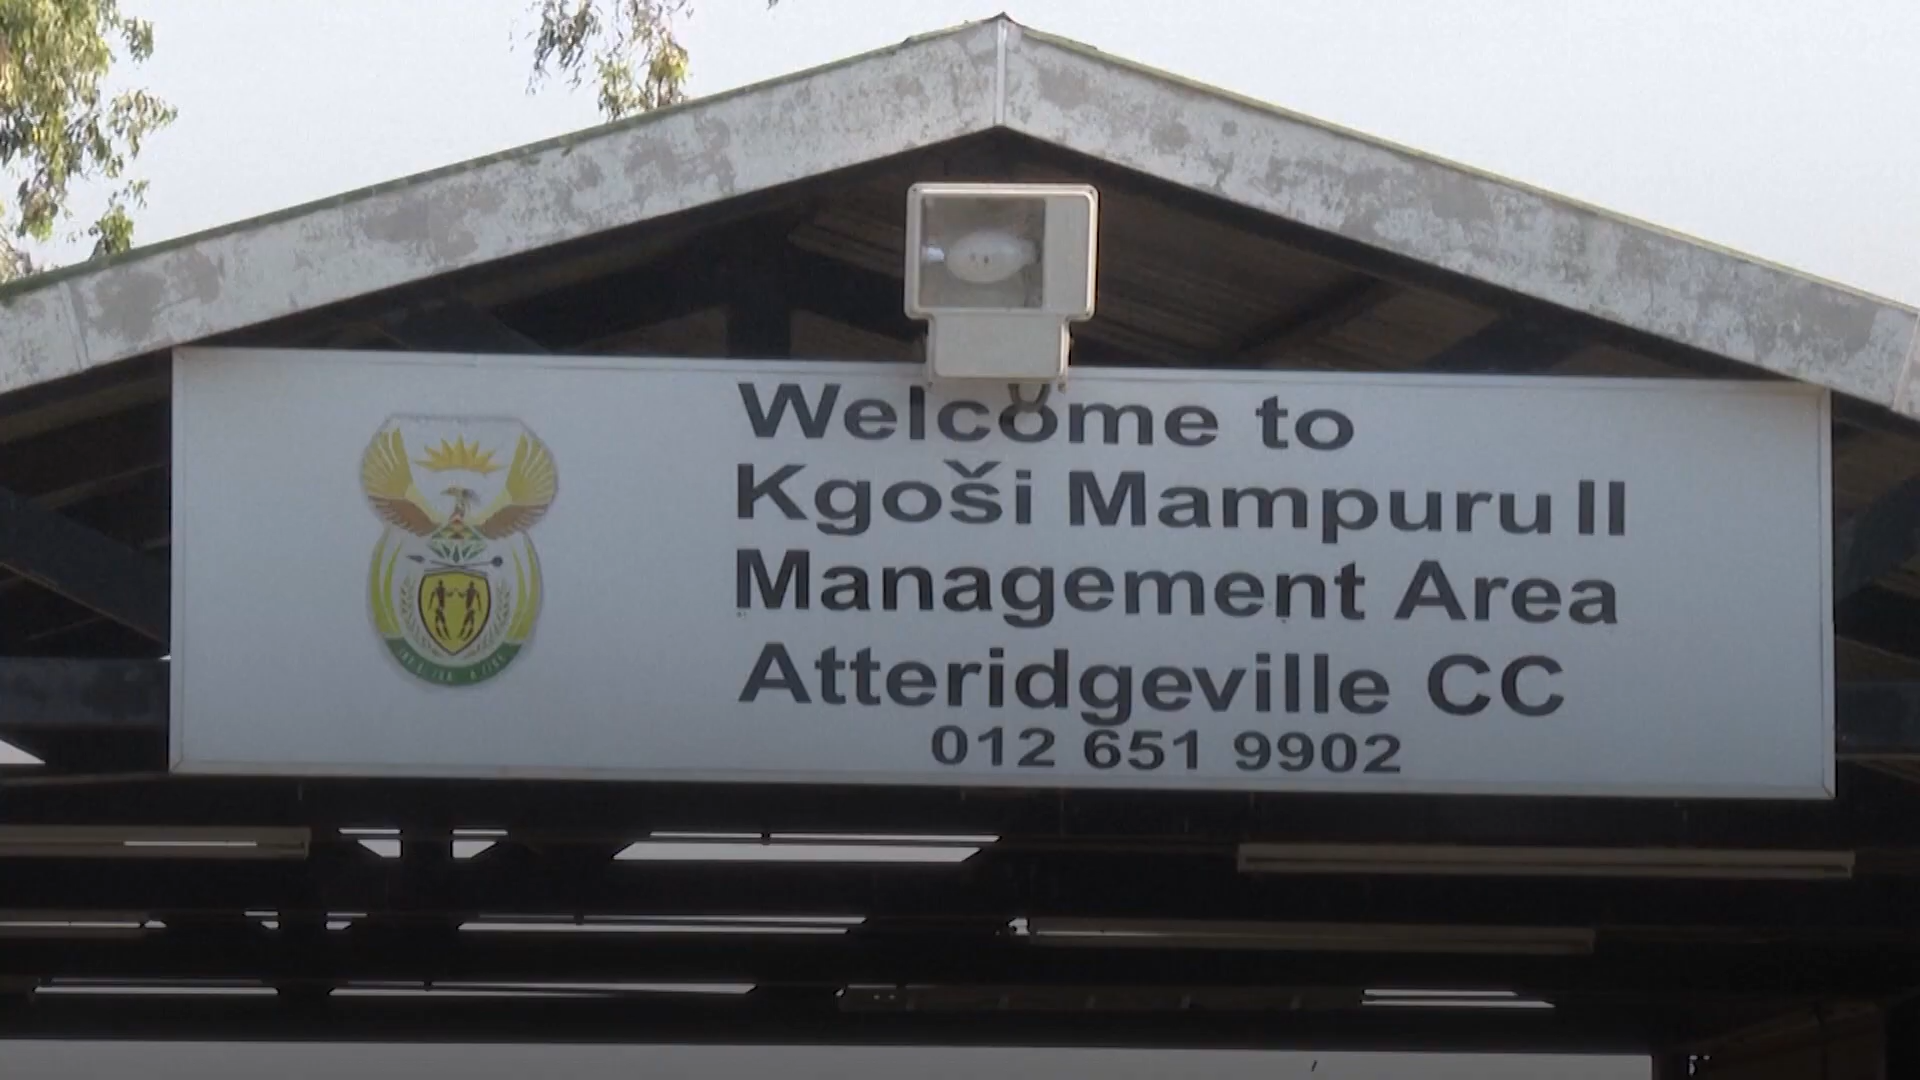 Welcome to
Kgoši Mampuru II
Management Area
Atteridgeville CC
012 651 9902